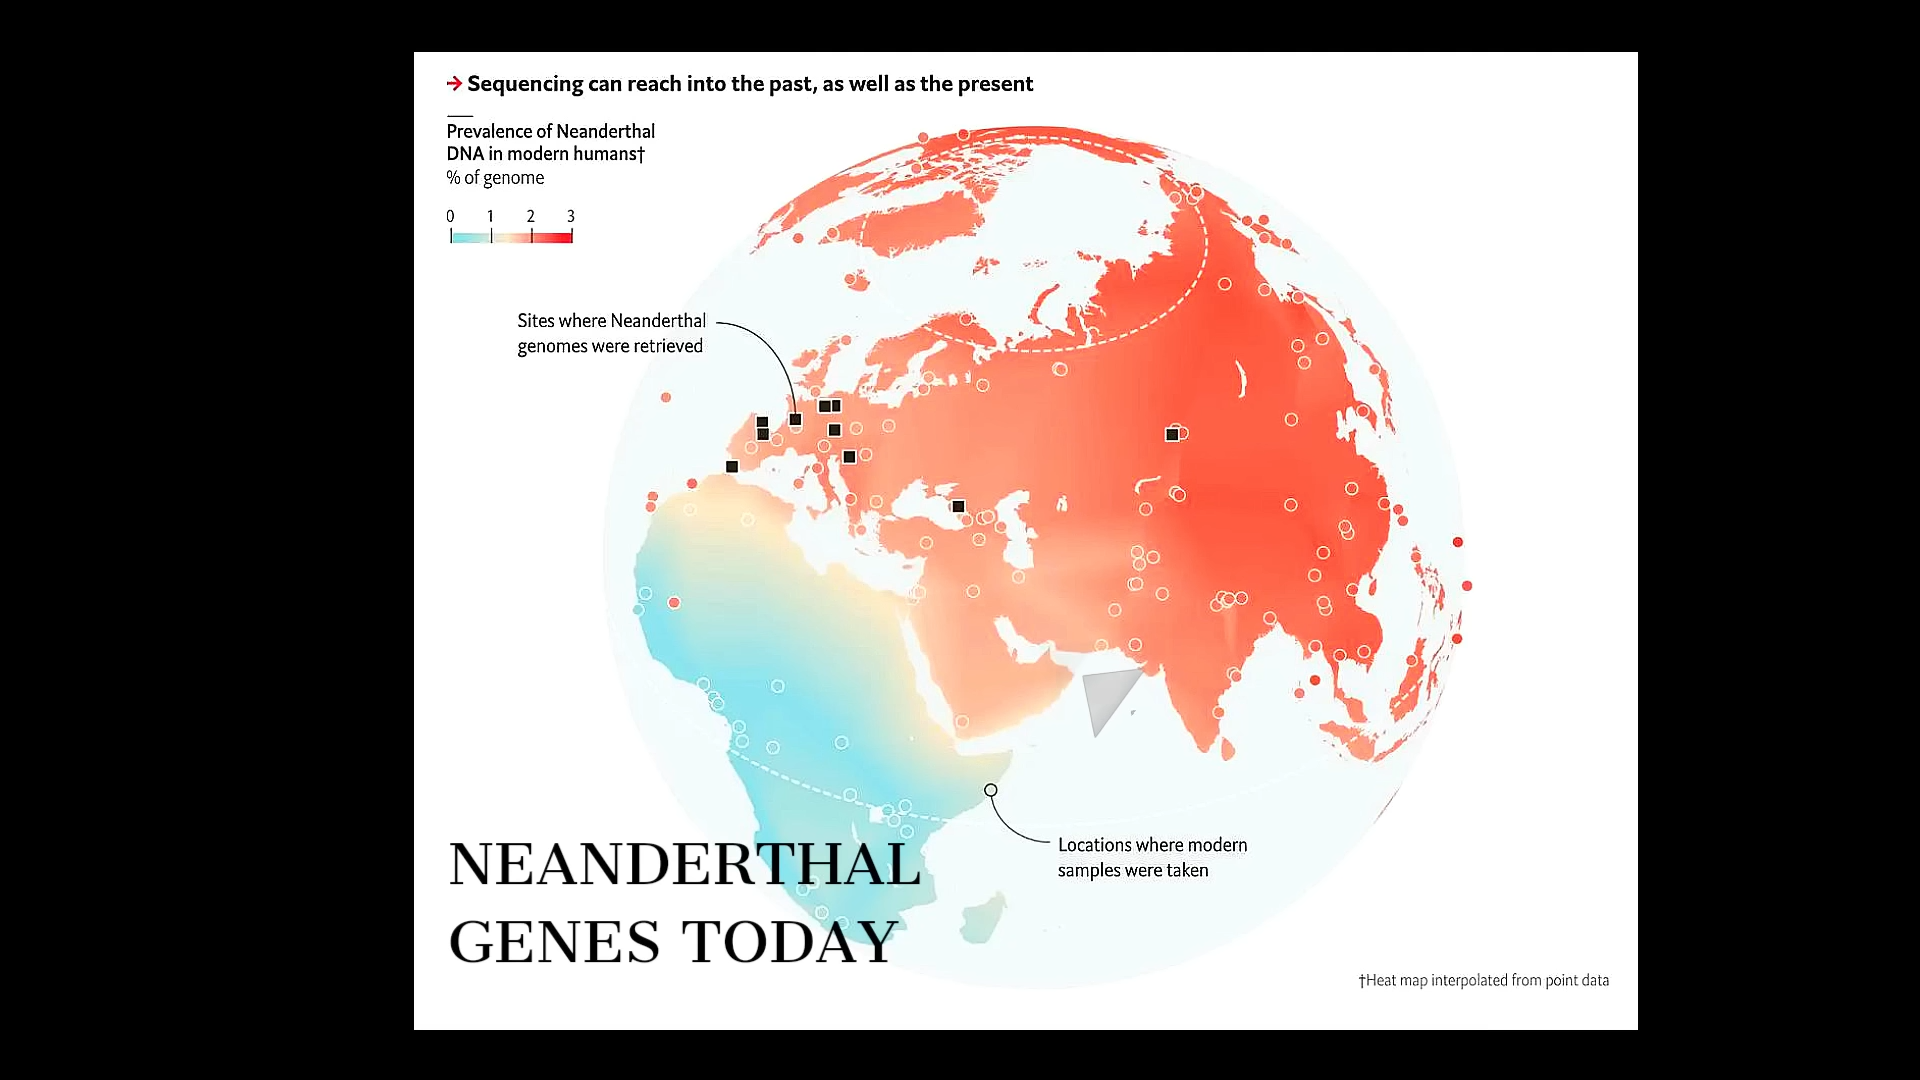 → Sequencing can reach into the past, as well as the present
Prevalence of Neanderthal
DNA in modern humans†
% of genome
0 1 2 3
Sites where Neanderthal
genomes were retrieved
Locations where modern
samples were taken
NEANDERTHAL
GENES TODAY
†Heat map interpolated from point data